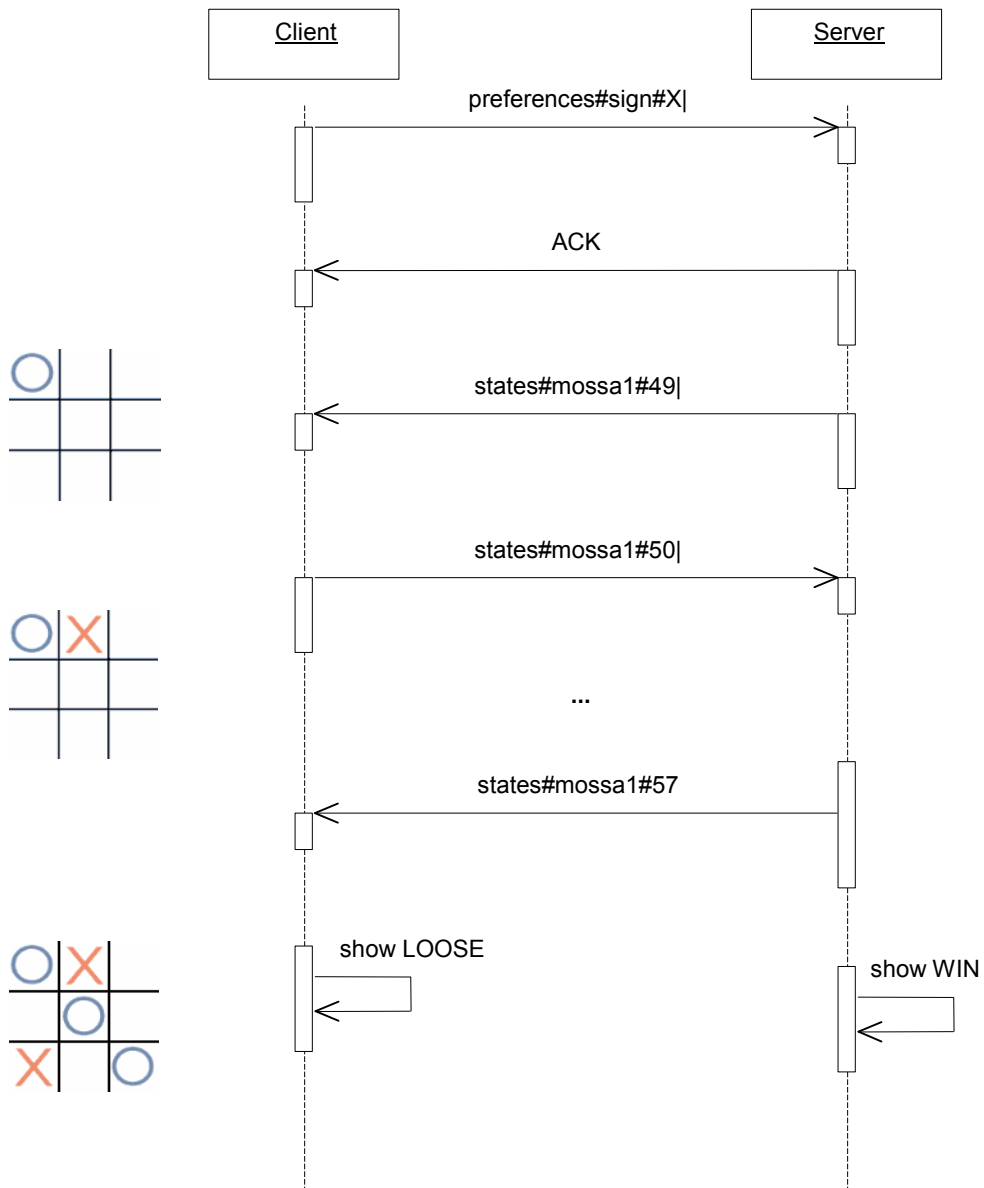 Client
Server
preferences#sign#X|
ACK
states#mossa1#49|
states#mossa1#50|
...
states#mossa1#57
show LOOSE
show WIN